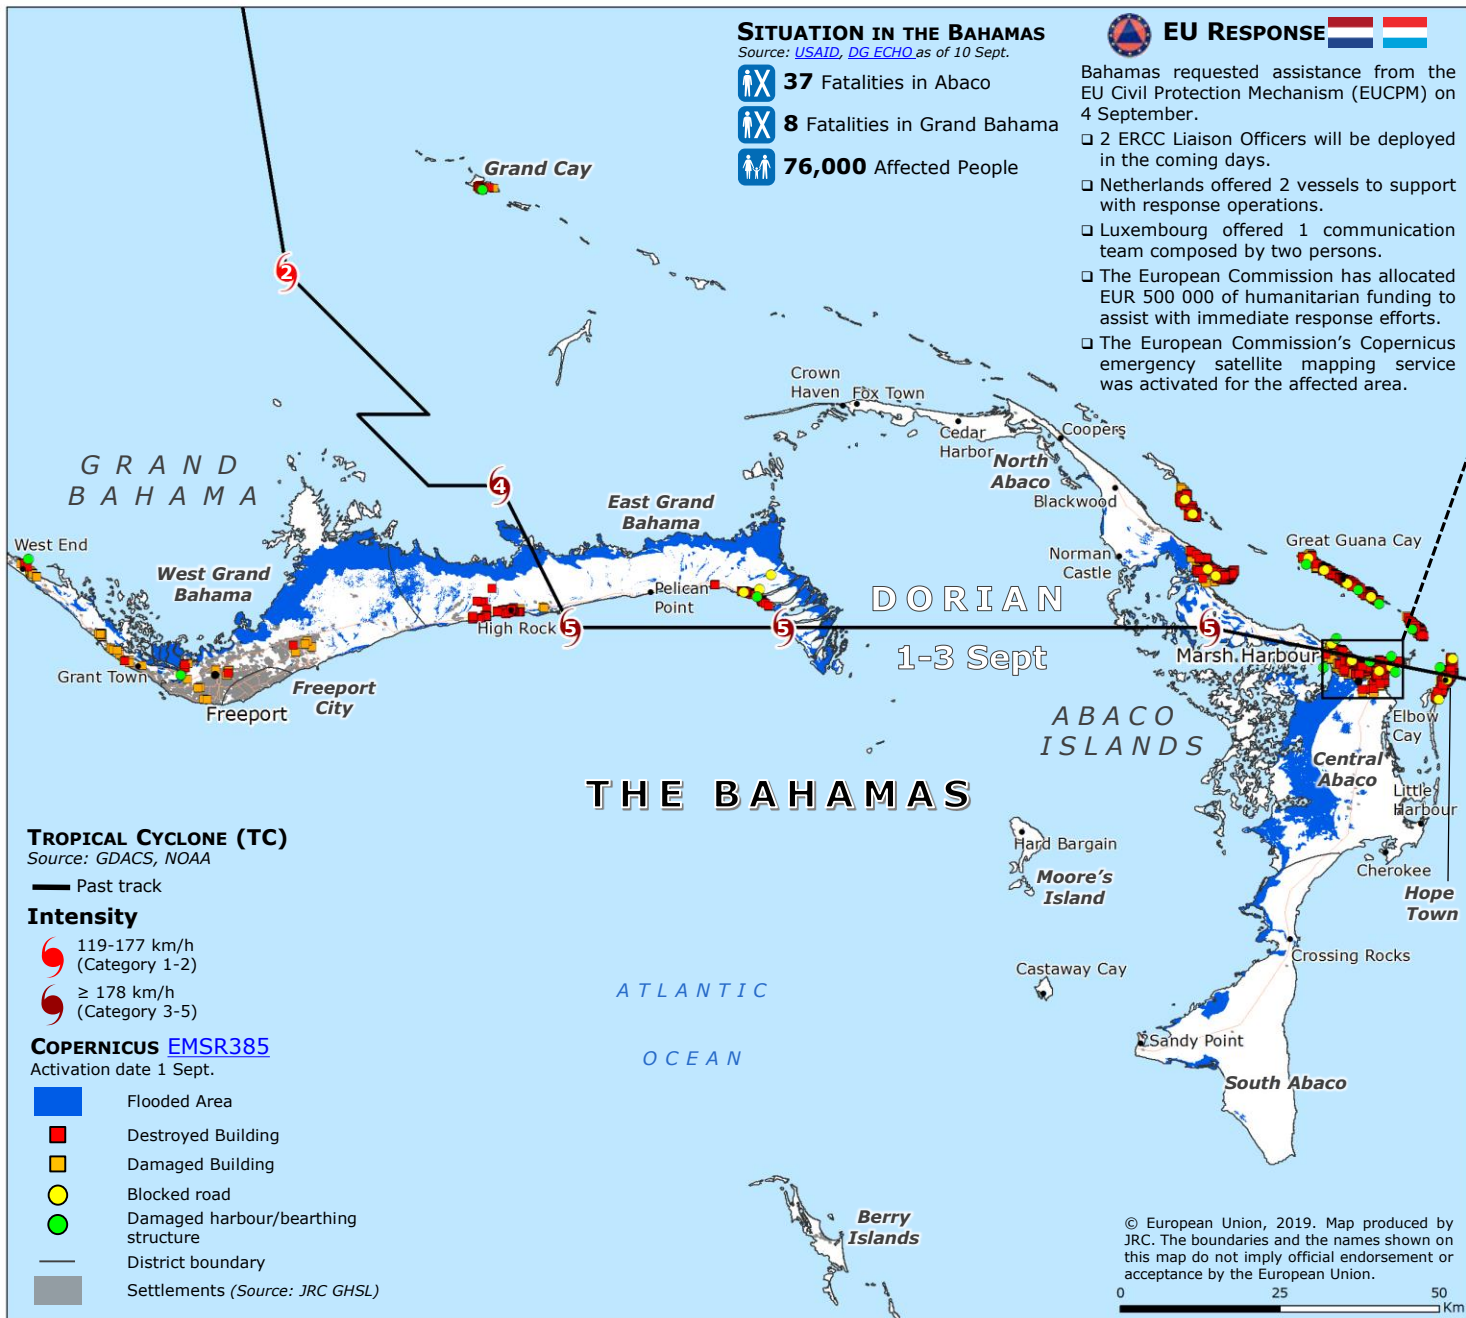 SITUATION IN THE BAHAMAS
Source: USAID, DG ECHO as of 10 Sept.
37 Fatalities in Abaco
8 Fatalities in Grand Bahama
76,000 Affected People
EU RESPONSE
Bahamas requested assistance from the
EU Civil Protection Mechanism (EUCPM) on
4 September.
❑ 2 ERCC Liaison Officers will be deployed
in the coming days.
❑ Netherlands offered 2 vessels to support
with response operations.
❑ Luxembourg offered 1 communication
team composed by two persons.
❑ The European Commission has allocated
EUR 500 000 of humanitarian funding to
assist with immediate response efforts.
❑ The European Commission's Copernicus
emergency satellite mapping service
was activated for the affected area.
Grand Cay
2
Crown
Haven
Fox Town
Cedar
Harbor
Coopers
North
Abaco
Blackwood
GRAND
BAHAMA
4
East Grand
Bahama
West End
West Grand
Bahama
Norman
Castle
Great Guana Cay
Pelican
Point
High Rock
5
5
5
DORIAN
1-3 Sept
Marsh Harbour
Grant Town
Freeport
Freeport
City
ABACO
ISLANDS
Elbow
Cay
Central
Abaco
THE BAHAMAS
Little
Harbour
Hard Bargain
Moore's
Island
Cherokee
Hope
Town
Crossing Rocks
Castaway Cay
Sandy Point
South Abaco
ATLANTIC
OCEAN
Berry
Islands
TROPICAL CYCLONE (TC)
Source: GDACS, NOAA
Past track
Intensity
119-177 km/h
(Category 1-2)
≥ 178 km/h
(Category 3-5)
COPERNICUS EMSR385
Activation date 1 Sept.
Flooded Area
Destroyed Building
Damaged Building
Blocked road
Damaged harbour/bearthing
structure
District boundary
Settlements (Source: JRC GHSL)
© European Union, 2019. Map produced by
JRC. The boundaries and the names shown on
this map do not imply official endorsement or
acceptance by the European Union.
0 25 50
Km